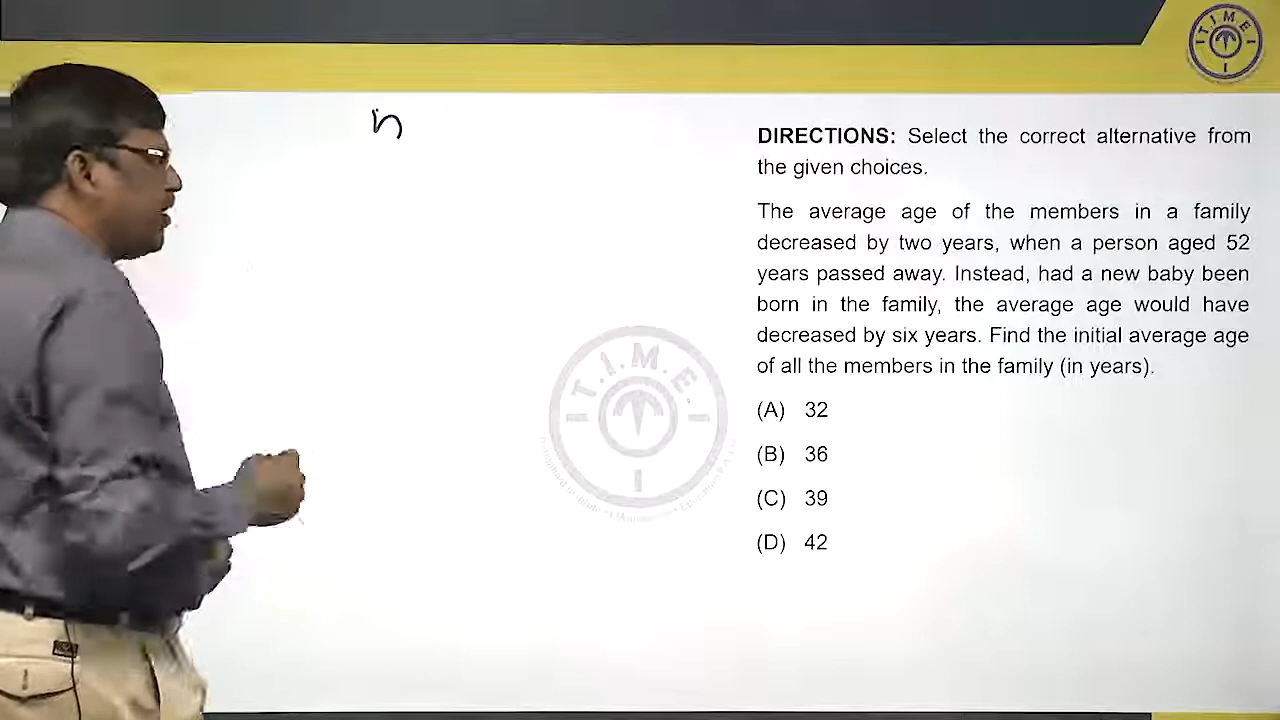 T.I.M.E.
n
DIRECTIONS: Select the correct alternative from
the given choices.
The average age of the members in a family
decreased by two years, when a person aged 52
years passed away. Instead, had a new baby been
born in the family, the average age would have
decreased by six years. Find the initial average age
of all the members in the family (in years).
(A) 32
(B) 36
(C) 39
(D) 42
T.I.M.E.